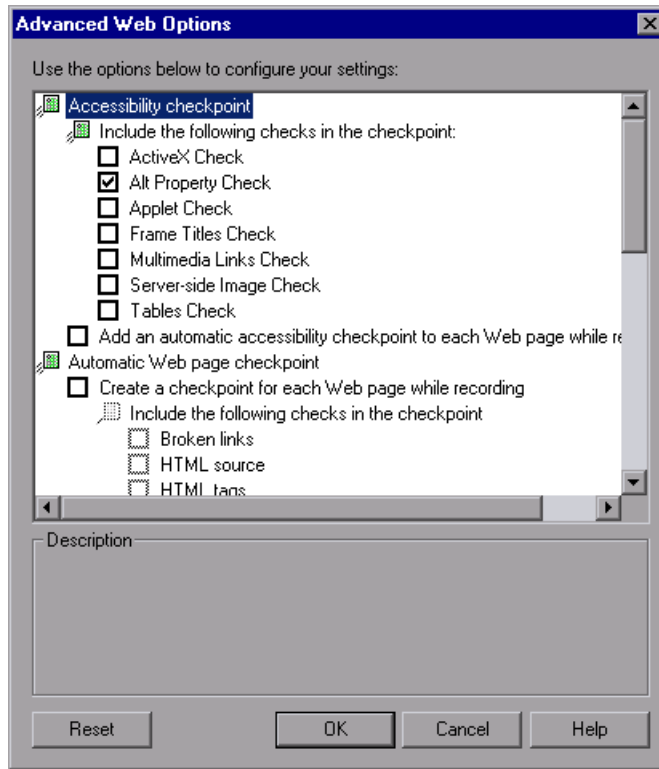 Advanced Web Options
Use the options below to configure your settings:
Accessibility checkpoint
Include the following checks in the checkpoint:
ActiveX Check
Alt Property Check
Applet Check
Frame Titles Check
Multimedia Links Check
Server-side Image Check
Tables Check
Add an automatic accessibility checkpoint to each Web page while
Automatic Web page checkpoint
Create a checkpoint for each Web page while recording
Include the following checks in the checkpoint
Broken links
HTML source
HTML tags
Description
Reset
OK
Cancel
Help